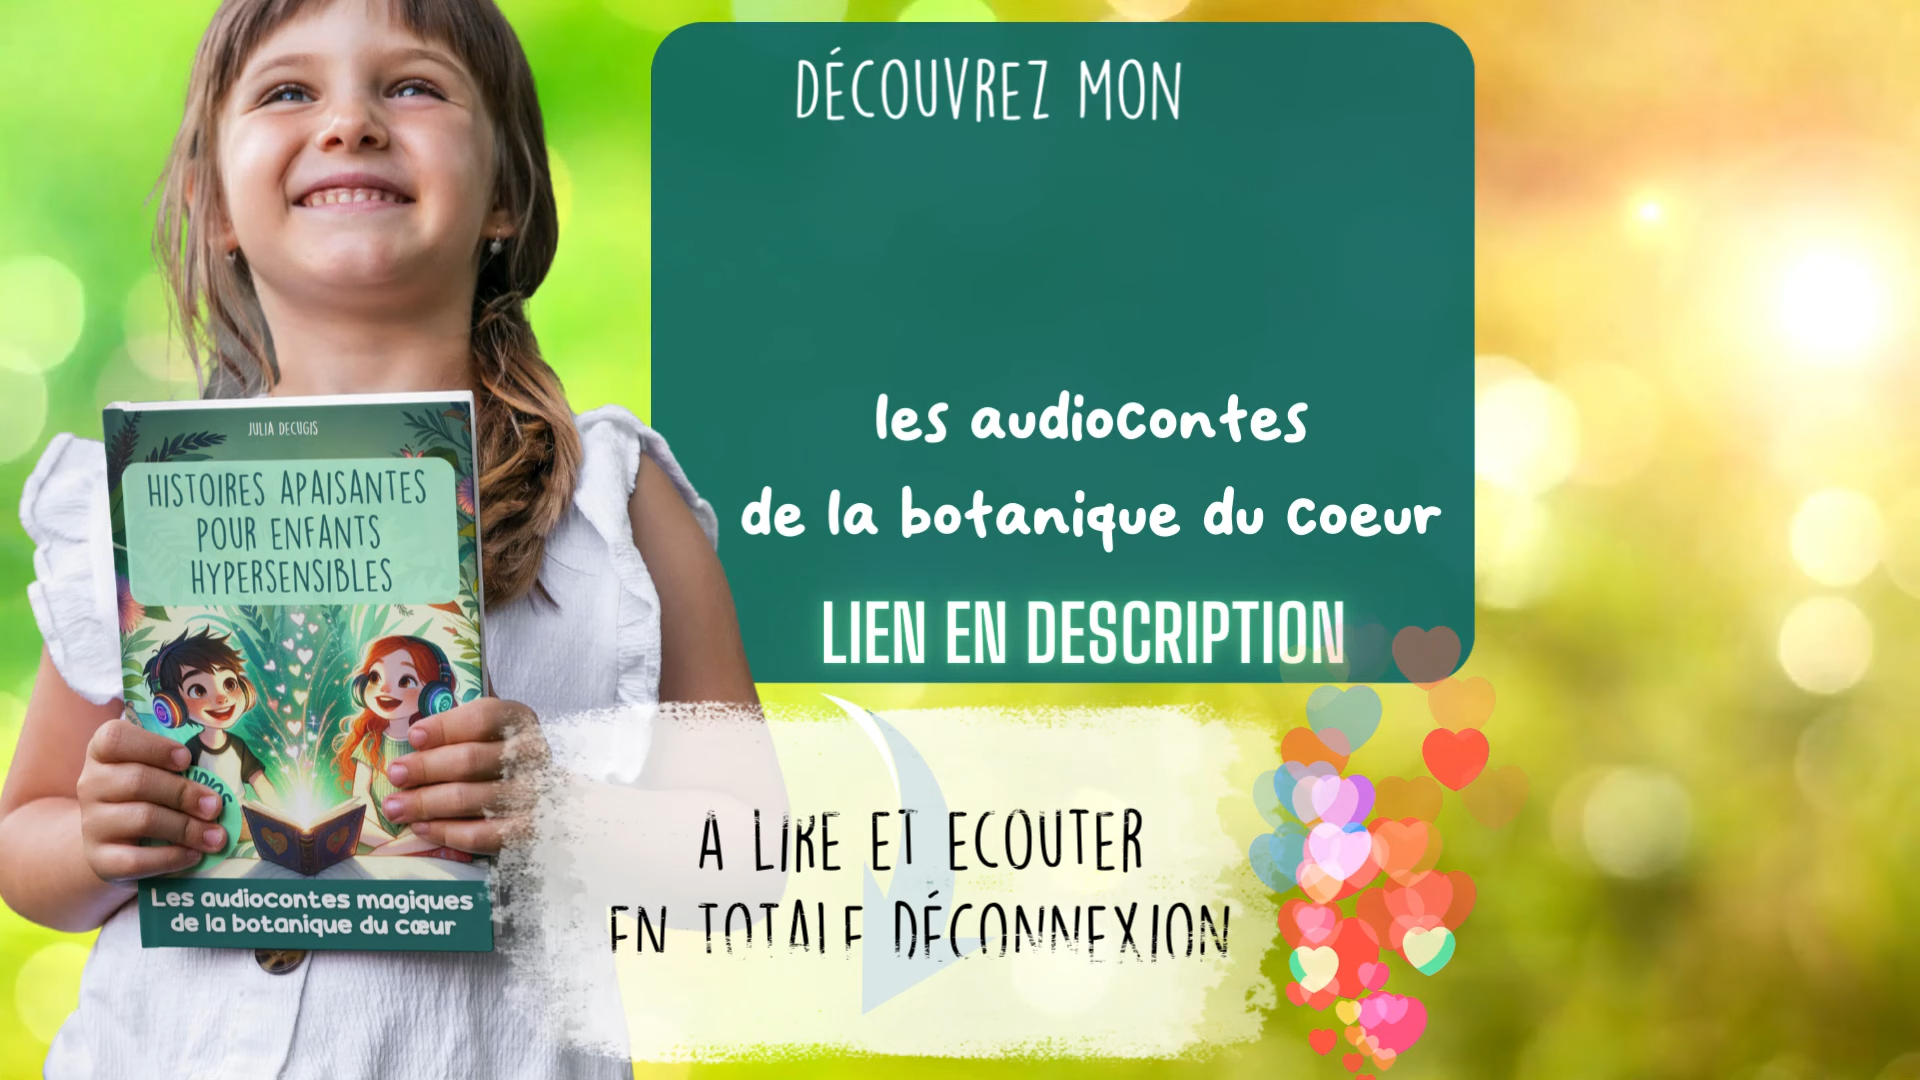 DÉCOUVREZ MON
les audiocontes
de la botanique du coeur
LIEN EN DESCRIPTION
JULIA DECUGIS
HISTOIRES APAISANTES
POUR ENFANTS
HYPERSENSIBLES
Les audiocontes magiques
de la botanique du cœur
A LIRE ET ECOUTER
EN TOTALE DÉCONNEXION